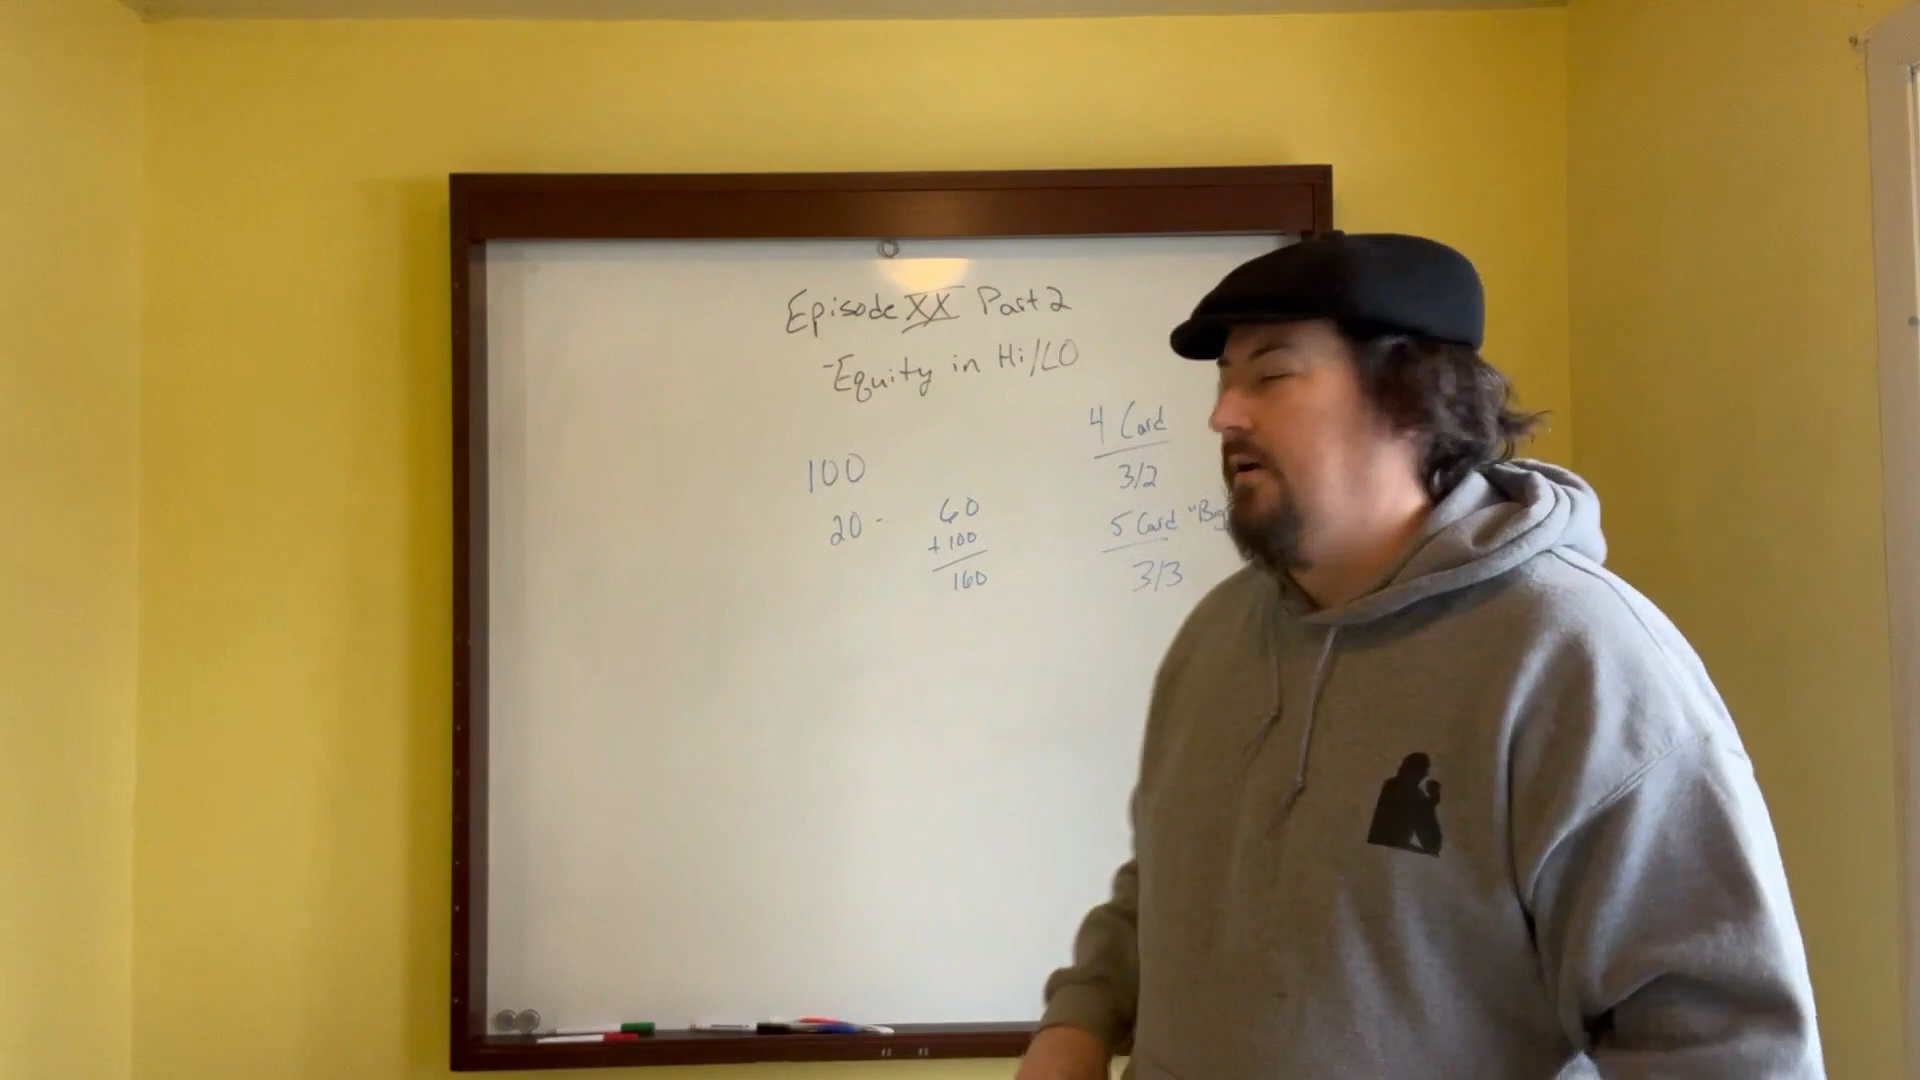 Episode XX Part 2
-Equity in Hi/LO
100
20 -
60
+100
160
4 Card
3/2
5 Card
3/3